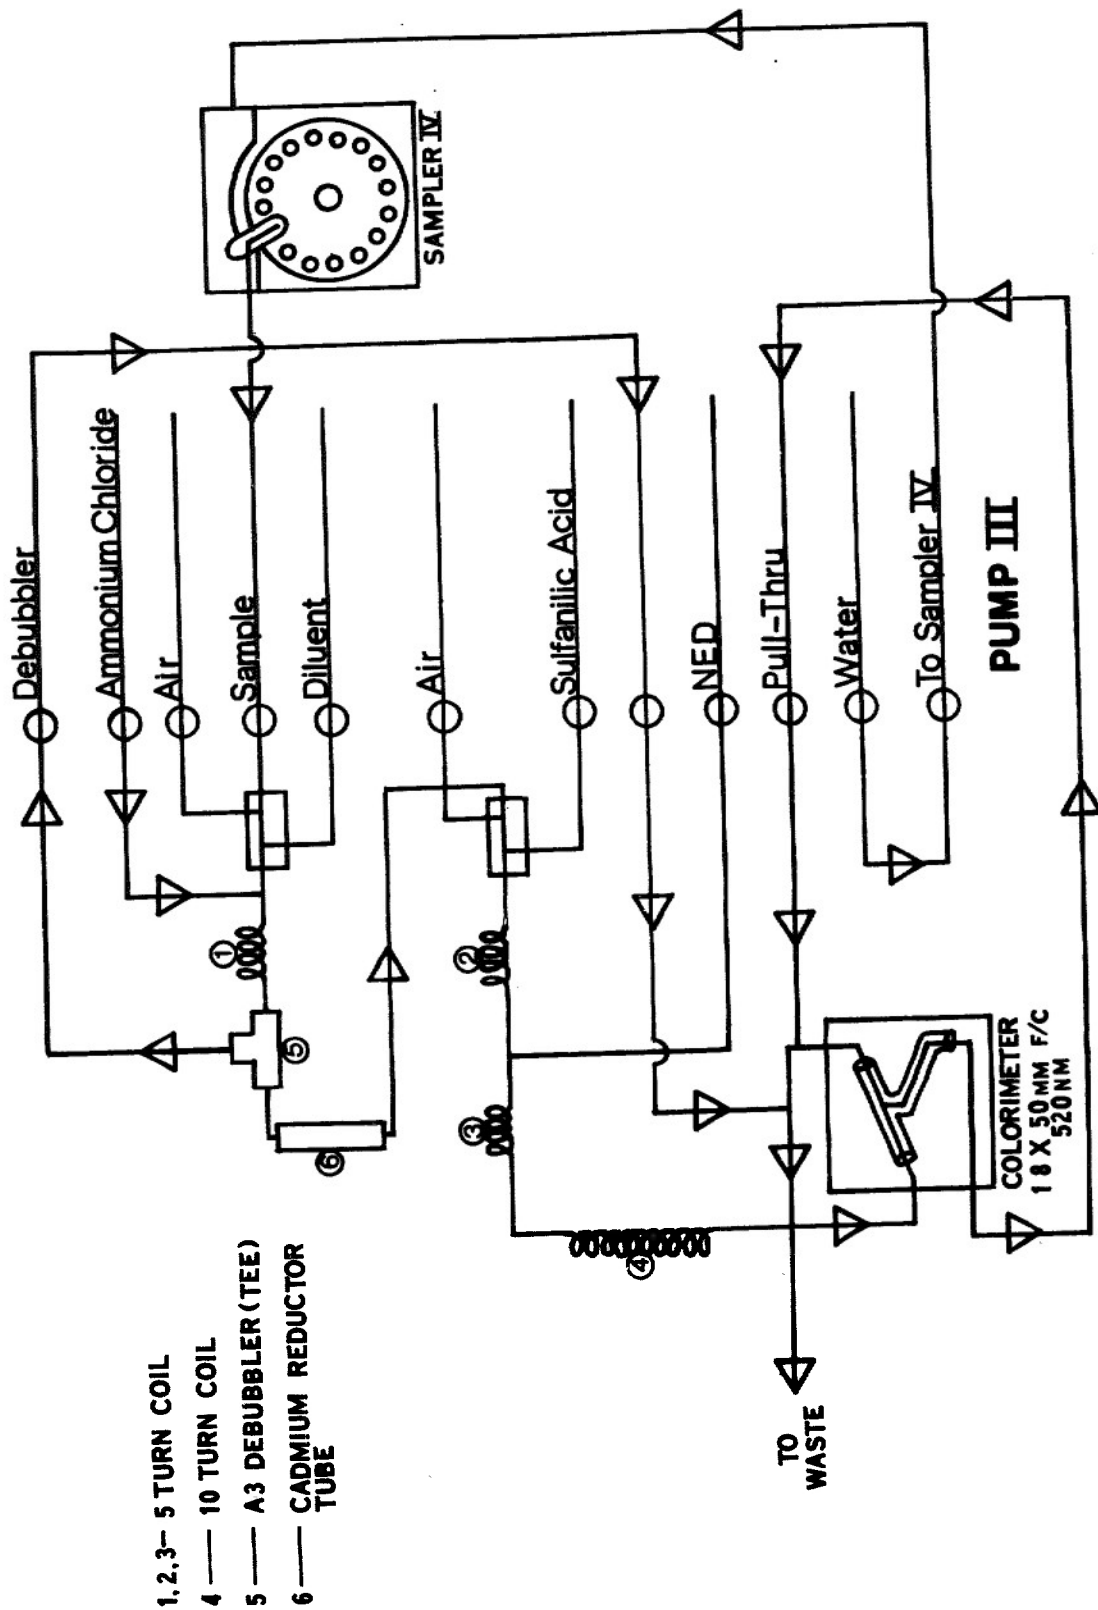 SAMPLER IV
Debubbler
Ammonium Chloride
Air
Sample
Diluent
Air
Sulfanilic Acid
NED
Pull-Thru
Water
To Sampler IV
PUMP III
1
2
3
4
5
6
COLORIMETER
18 X 50MM F/C
520NM
TO
WASTE
1,2,3— 5 TURN COIL
4 — 10 TURN COIL
5 — A3 DEBUBBLER (TEE)
6 — CADMIUM REDUCTOR
TUBE